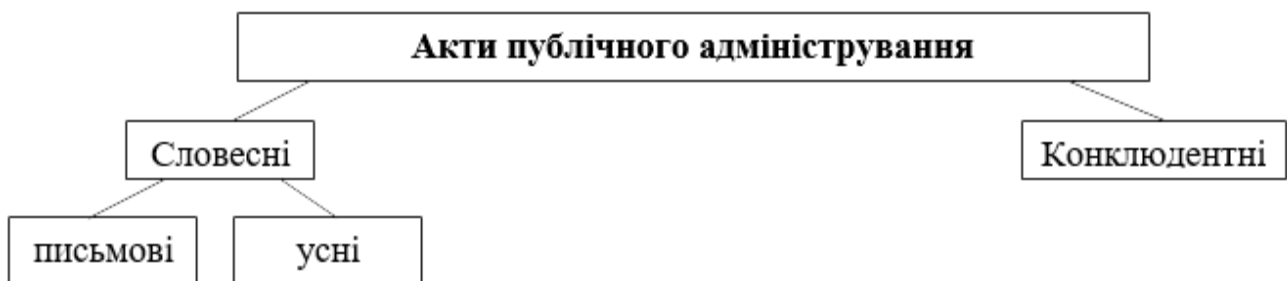 Акти публічного адміністрування
Словесні
Конклюдентні
письмові
усні